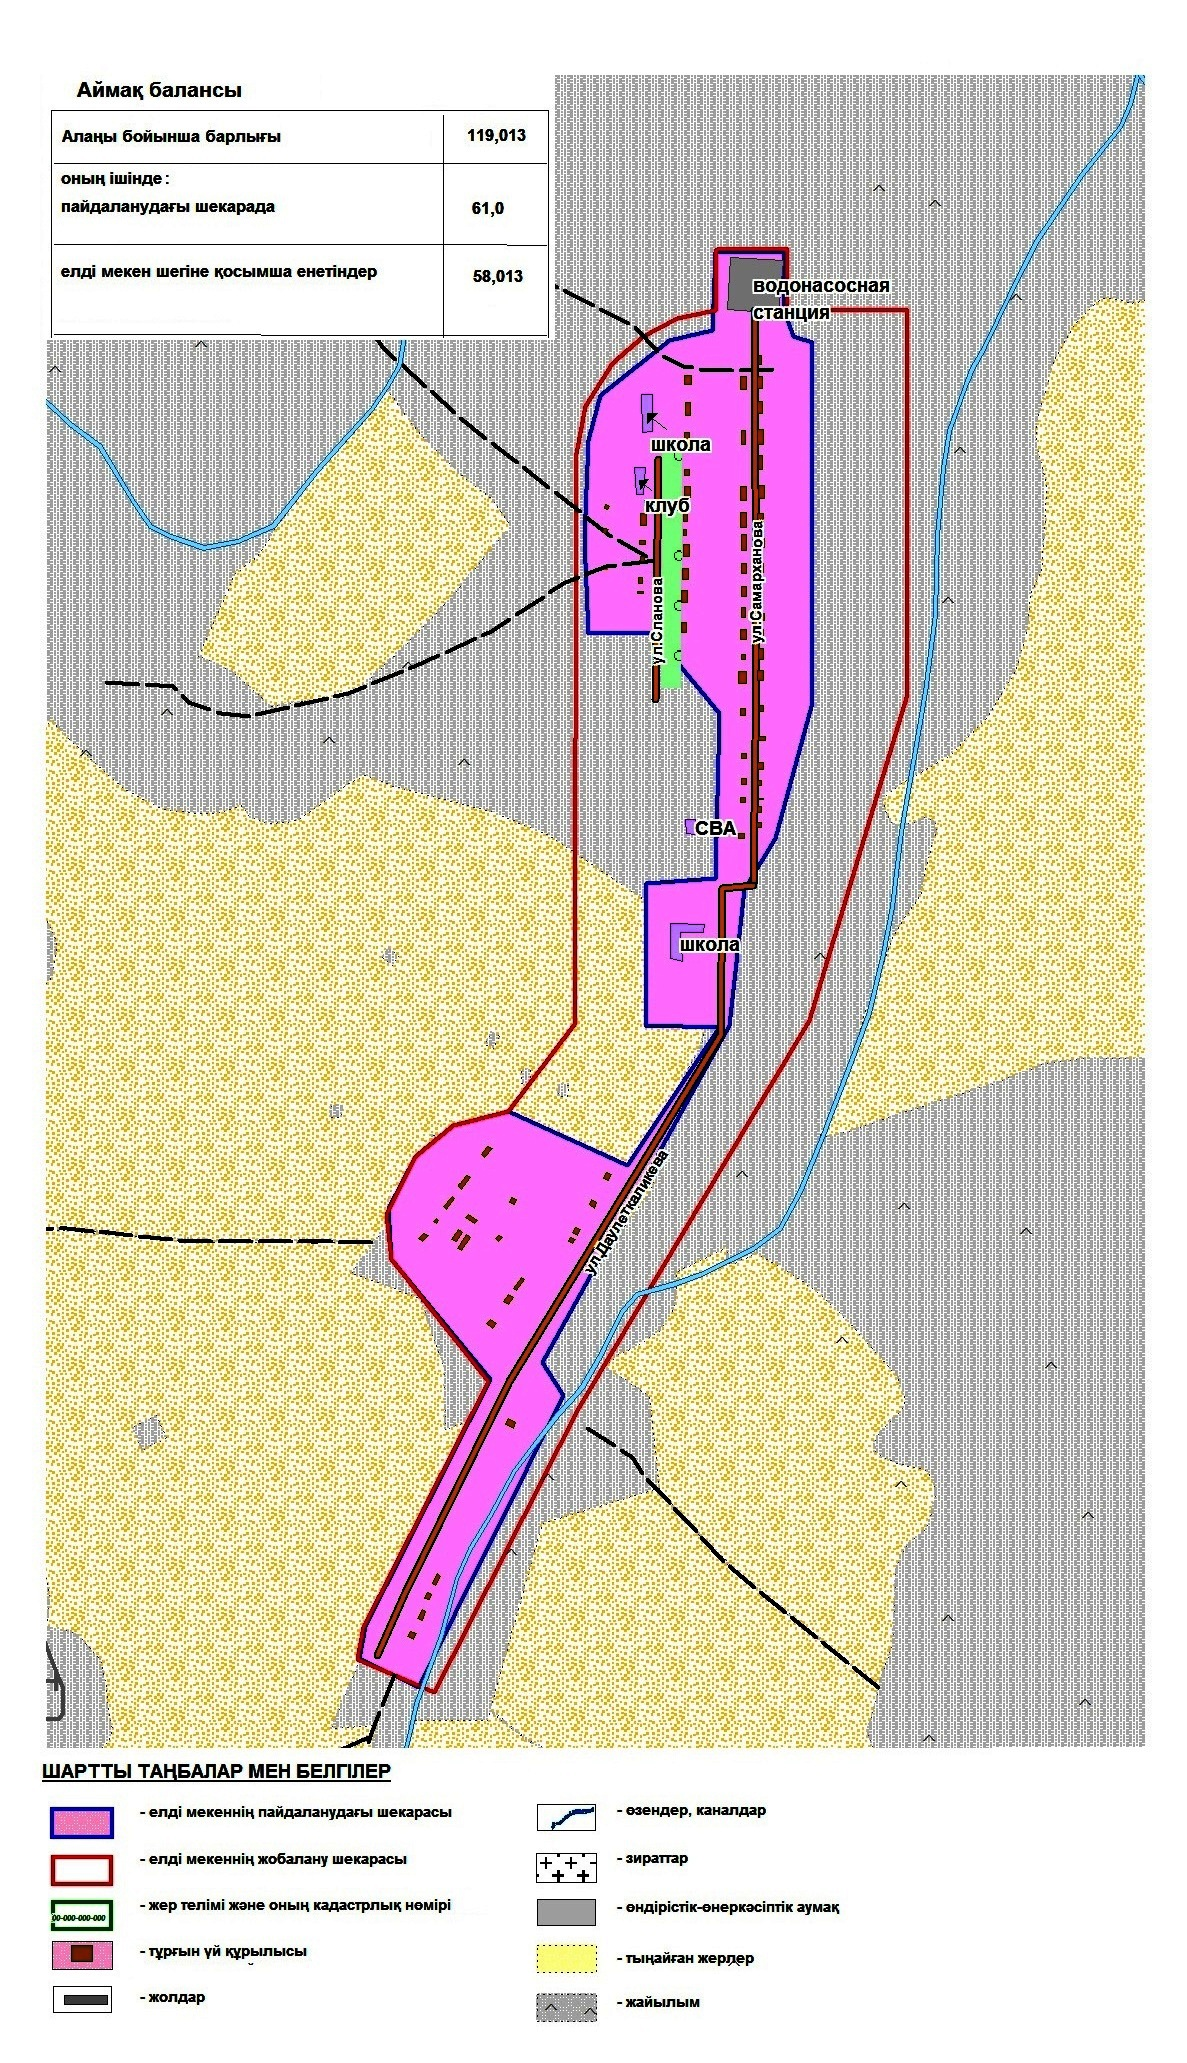 Аймақ балансы
Алаңы бойынша барлығы 119,013
оның ішінде:
пайдаланудағы шекарада 61,0
елді мекен шегіне қосымша енетіндер 58,013
водонасосная
станция
школа
клуб
ул.Спанова
ул.Самарханова
СВА
школа
ул.Даулеткаликева
ШАРТТЫ ТАҢБАЛАР МЕН БЕЛГІЛЕР
- елді мекеннің пайдаланудағы шекарасы
- елді мекеннің жобалану шекарасы
00-000-000-000 - жер телімі және оның кадастрлық нөмірі
- тұрғын үй құрылысы
- жолдар
- өзендер, каналдар
- зираттар
- өндірістік-өнеркәсіптік аумақ
- тыңайған жерлер
- жайылым